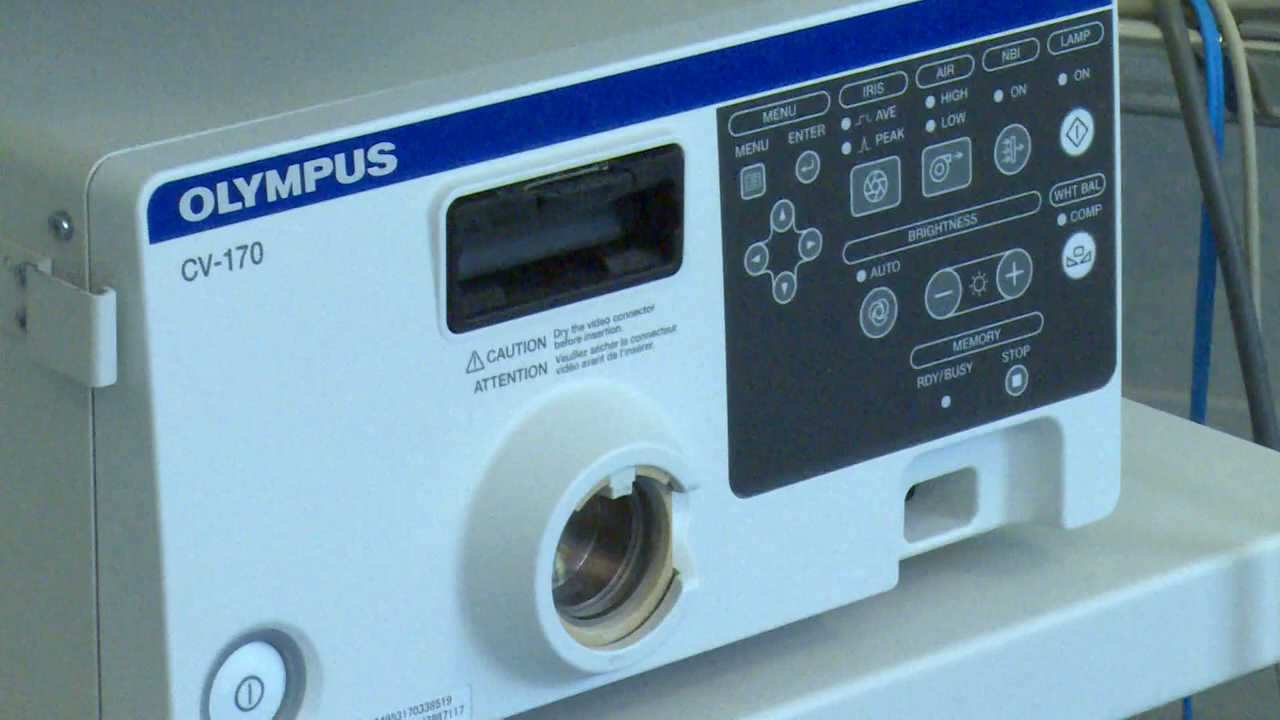 OLYMPUS
CV-170
CAUTION Dry the video connector
before insertion.
ATTENTION Veuillez sécher le connecteur
vidéo avant de l'insérer.
MENU
MENU ENTER
IRIS
AVE
PEAK
AIR
HIGH
LOW
NBI
ON
LAMP
ON
WHT BAL
COMP
BRIGHTNESS
AUTO
MEMORY
RDY/BUSY STOP